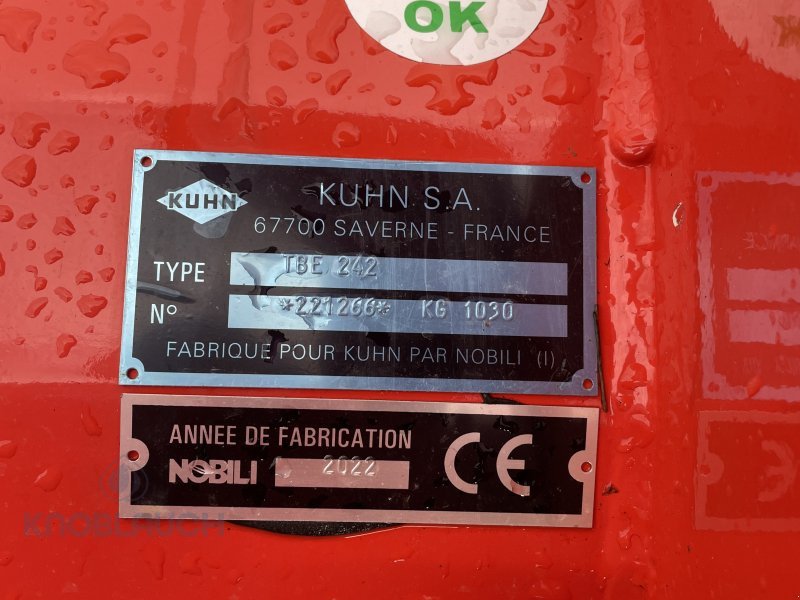 OK
KUHN
KUHN S.A.
67700 SAVERNE - FRANCE
TYPE TBE 242
N° *221266* KG 1030
FABRIQUE POUR KUHN PAR NOBILI (I)
ANNEE DE FABRICATION
NOBILI 2022
CE
KNOBLAUCH